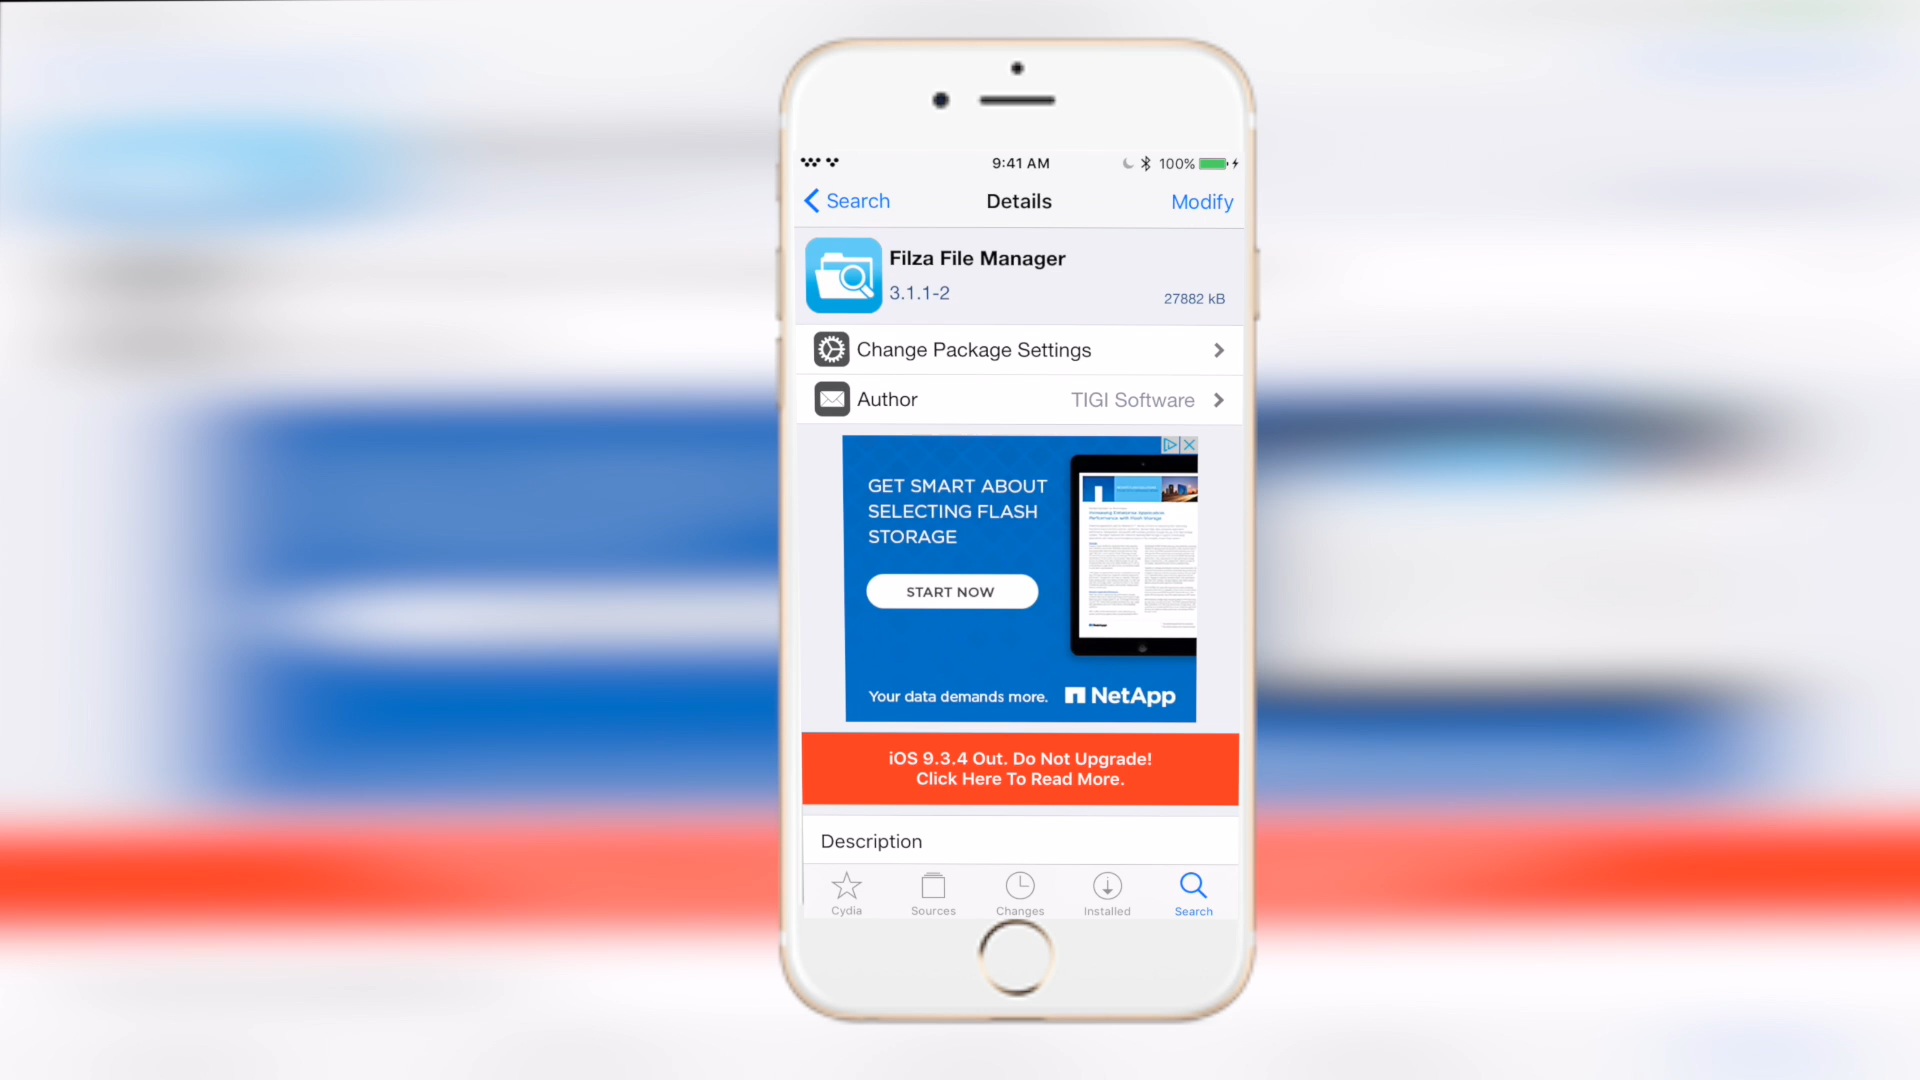 9:41 AM
100%
Search
Details
Modify
Filza File Manager
3.1.1-2
27882 kB
Change Package Settings
Author
TIGI Software
GET SMART ABOUT
SELECTING FLASH
STORAGE
START NOW
Your data demands more.
NetApp
iOS 9.3.4 Out. Do Not Upgrade!
Click Here To Read More.
Description
Cydia
Sources
Changes
Installed
Search